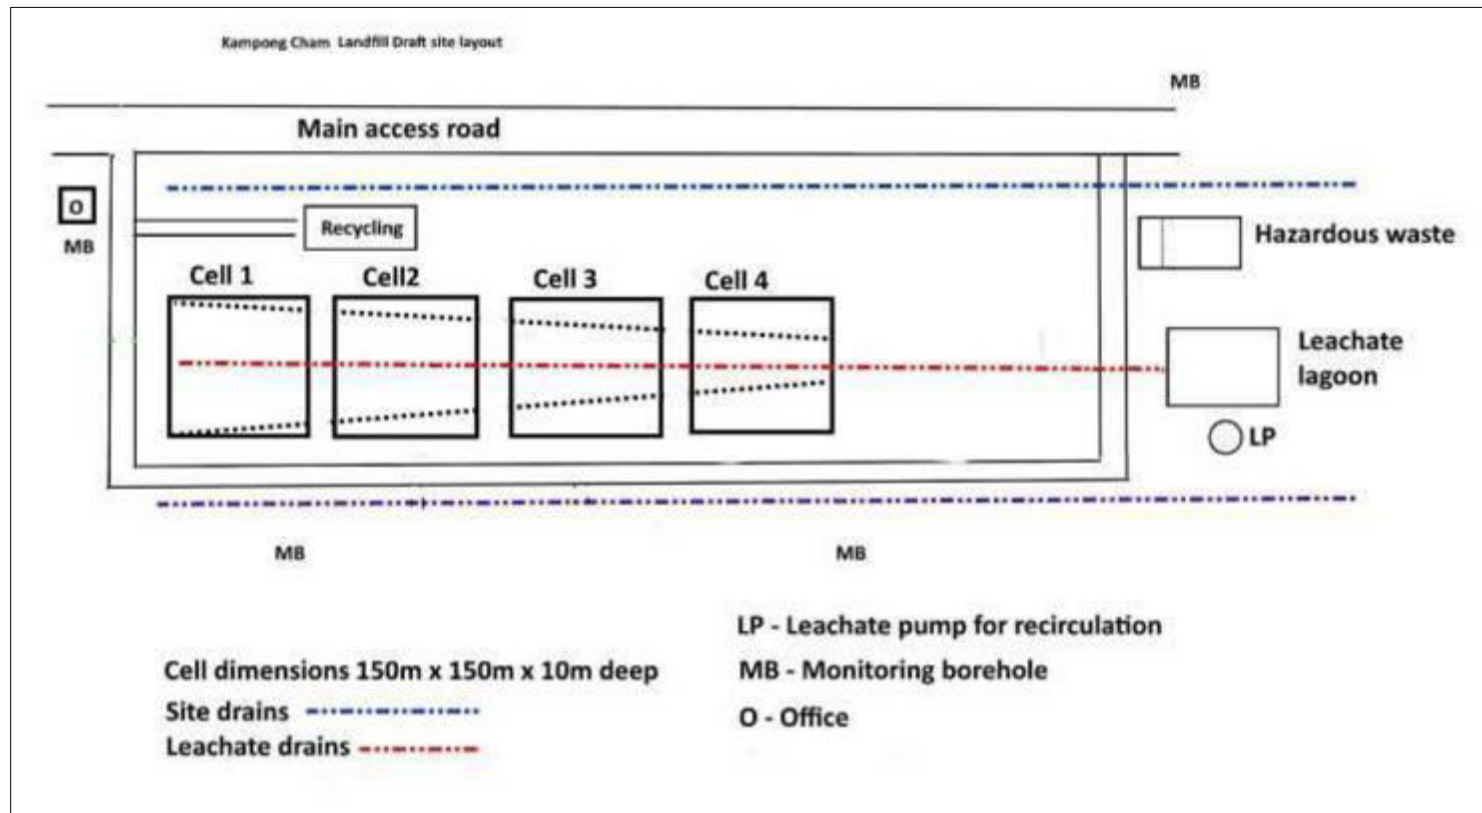 Kampong Cham Landfill Draft site layout
MB
Main access road
O
MB
Recycling
Hazardous waste
Cell 1
Cell2
Cell 3
Cell 4
Leachate
lagoon
LP
MB
MB
LP - Leachate pump for recirculation
Cell dimensions 150m x 150m x 10m deep
MB - Monitoring borehole
Site drains
O - Office
Leachate drains